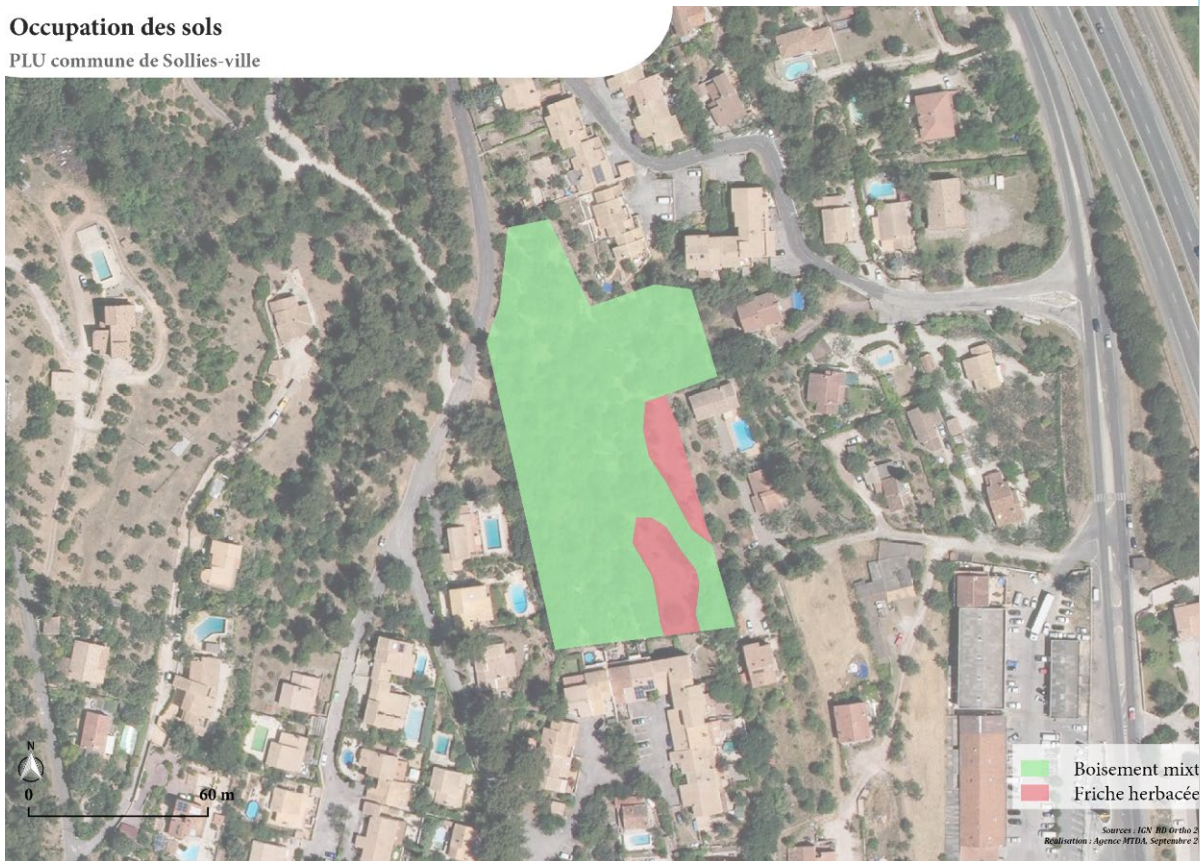 Occupation des sols
PLU commune de Sollies-ville
N
0 60 m
Boisement mixt
Friche herbacée
Sources : IGN BD Ortho 2
Réalisation : Agence MTDA, Septembre 2